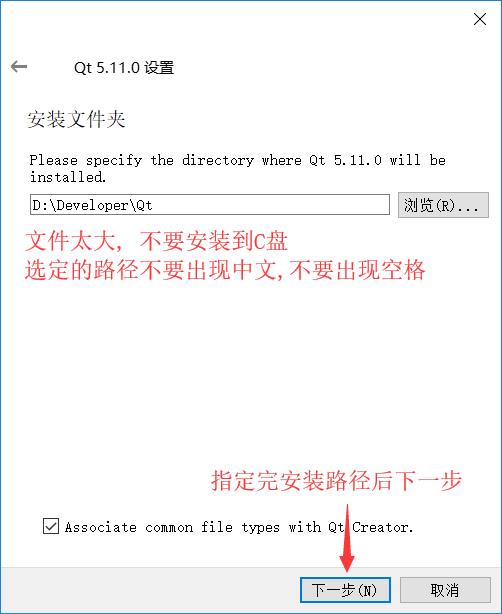 Qt 5.11.0 设置
安装文件夹
Please specify the directory where Qt 5.11.0 will be
installed.
D:\Developer\Qt
浏览(R)...
文件太大, 不要安装到C盘
选定的路径不要出现中文,不要出现空格
指定完安装路径后下一步
Associate common file types with Qt Creator.
下一步(N)
取消